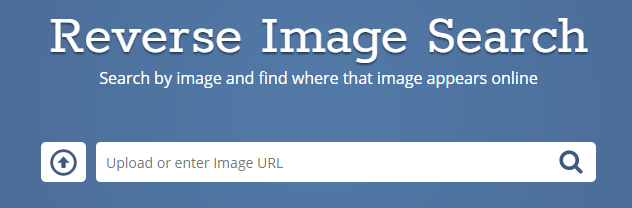 Reverse Image Search
Search by image and find where that image appears online
Upload or enter Image URL